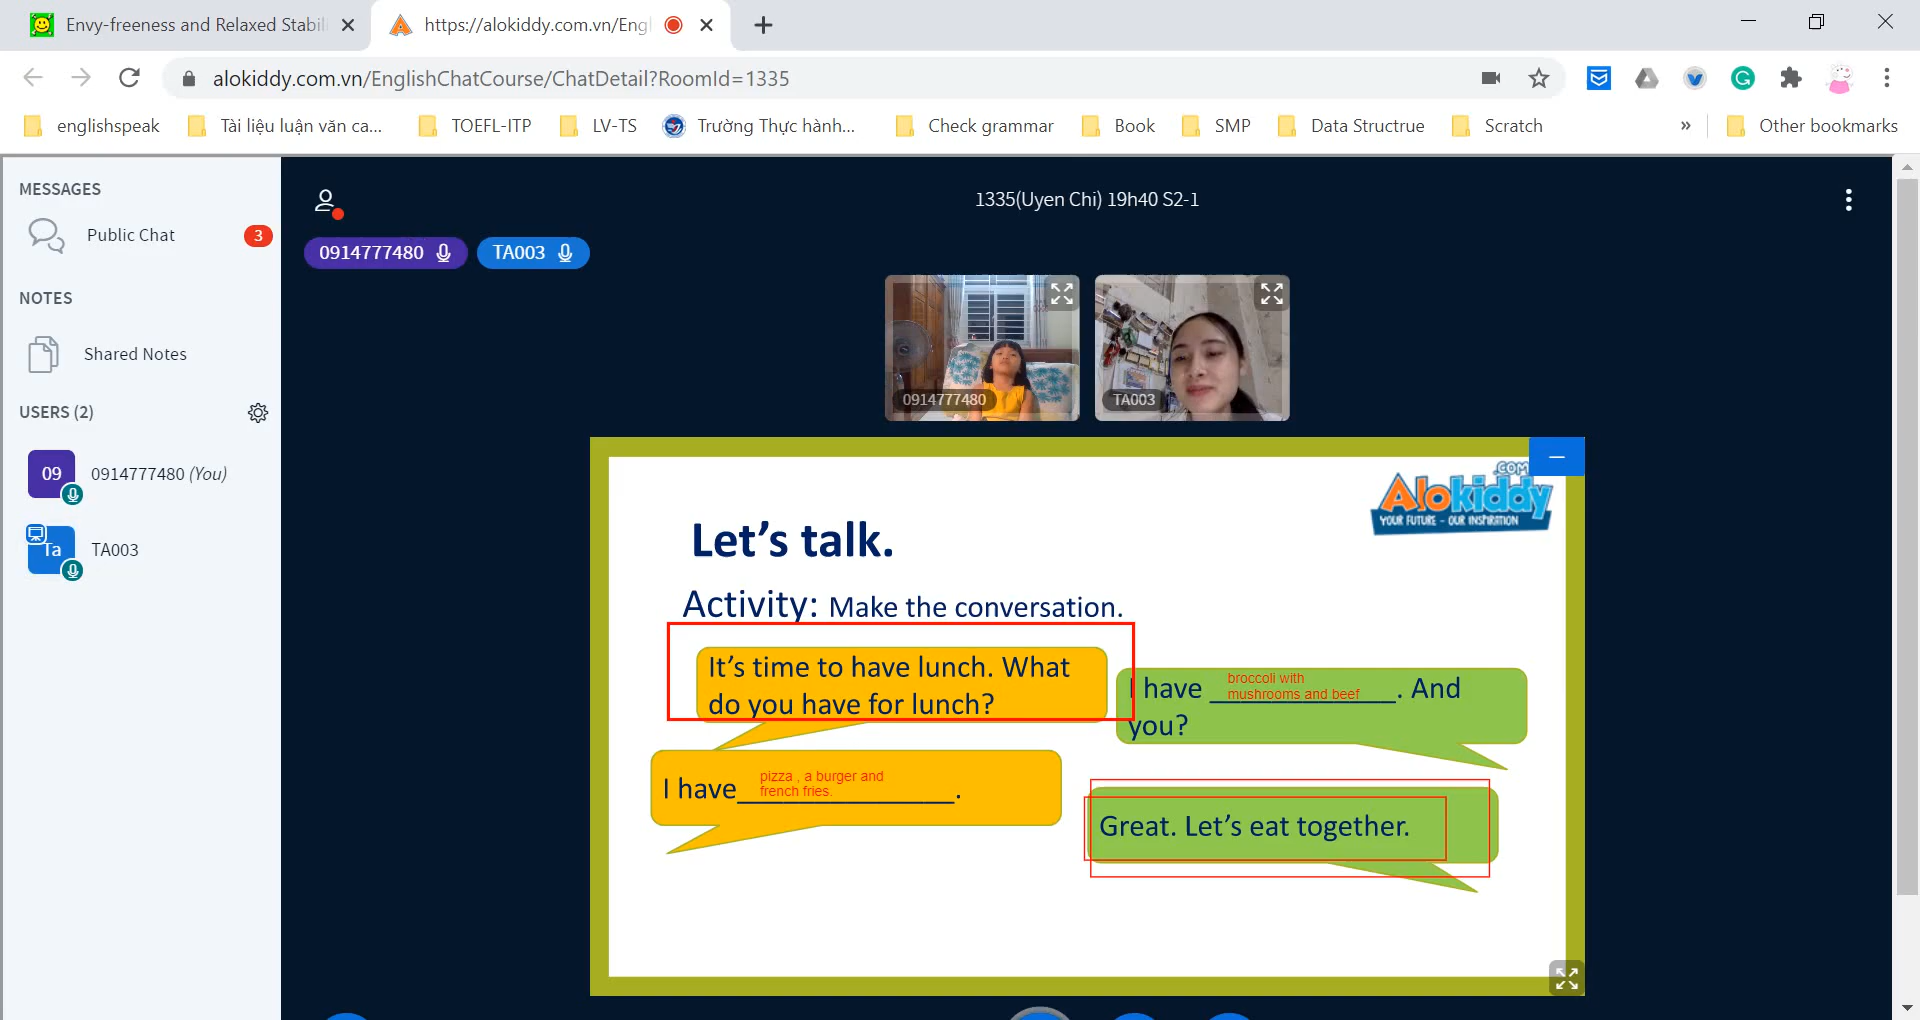 Envy-freeness and Relaxed Stabili
https://alokiddy.com.vn/Engl
alokiddy.com.vn/EnglishChatCourse/ChatDetail?RoomId=1335
englishspeak
Tài liệu luận văn ca...
TOEFL-ITP
LV-TS
Trường Thực hành...
Check grammar
Book
SMP
Data Structrue
Scratch
»
Other bookmarks
MESSAGES
Public Chat
3
NOTES
Shared Notes
USERS (2)
09
0914777480 (You)
Ta
TA003
1335(Uyen Chi) 19h40 S2-1
0914777480
TA003
0914777480
TA003
Alokiddy
.COM
YOUR FUTURE - OUR INSPIRATION
Let's talk.
Activity: Make the conversation.
It's time to have lunch. What
do you have for lunch?
broccoli with
I have mushrooms and beef. And
you?
pizza , a burger and
I have french fries. .
Great. Let's eat together.